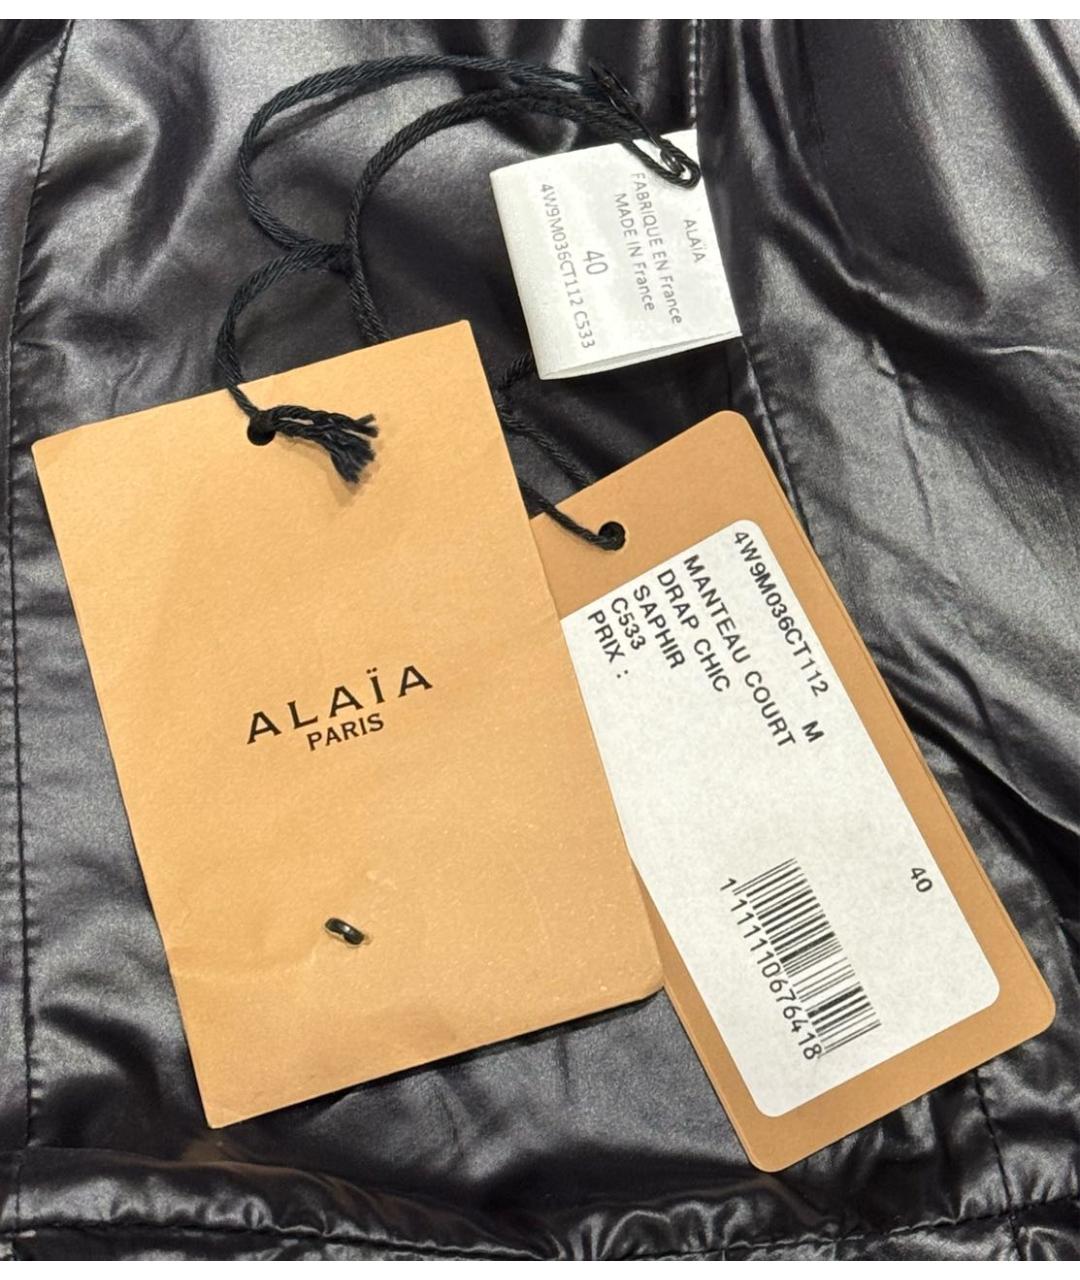 ALAÏA
FABRIQUE EN France
MADE IN France
40
4W9M036CT112 C533
ALAÏA
PARIS
4W9M036CT112 M 40
MANTEAU COURT
DRAP CHIC
SAPHIR
C533
PRIX :
1111110676418